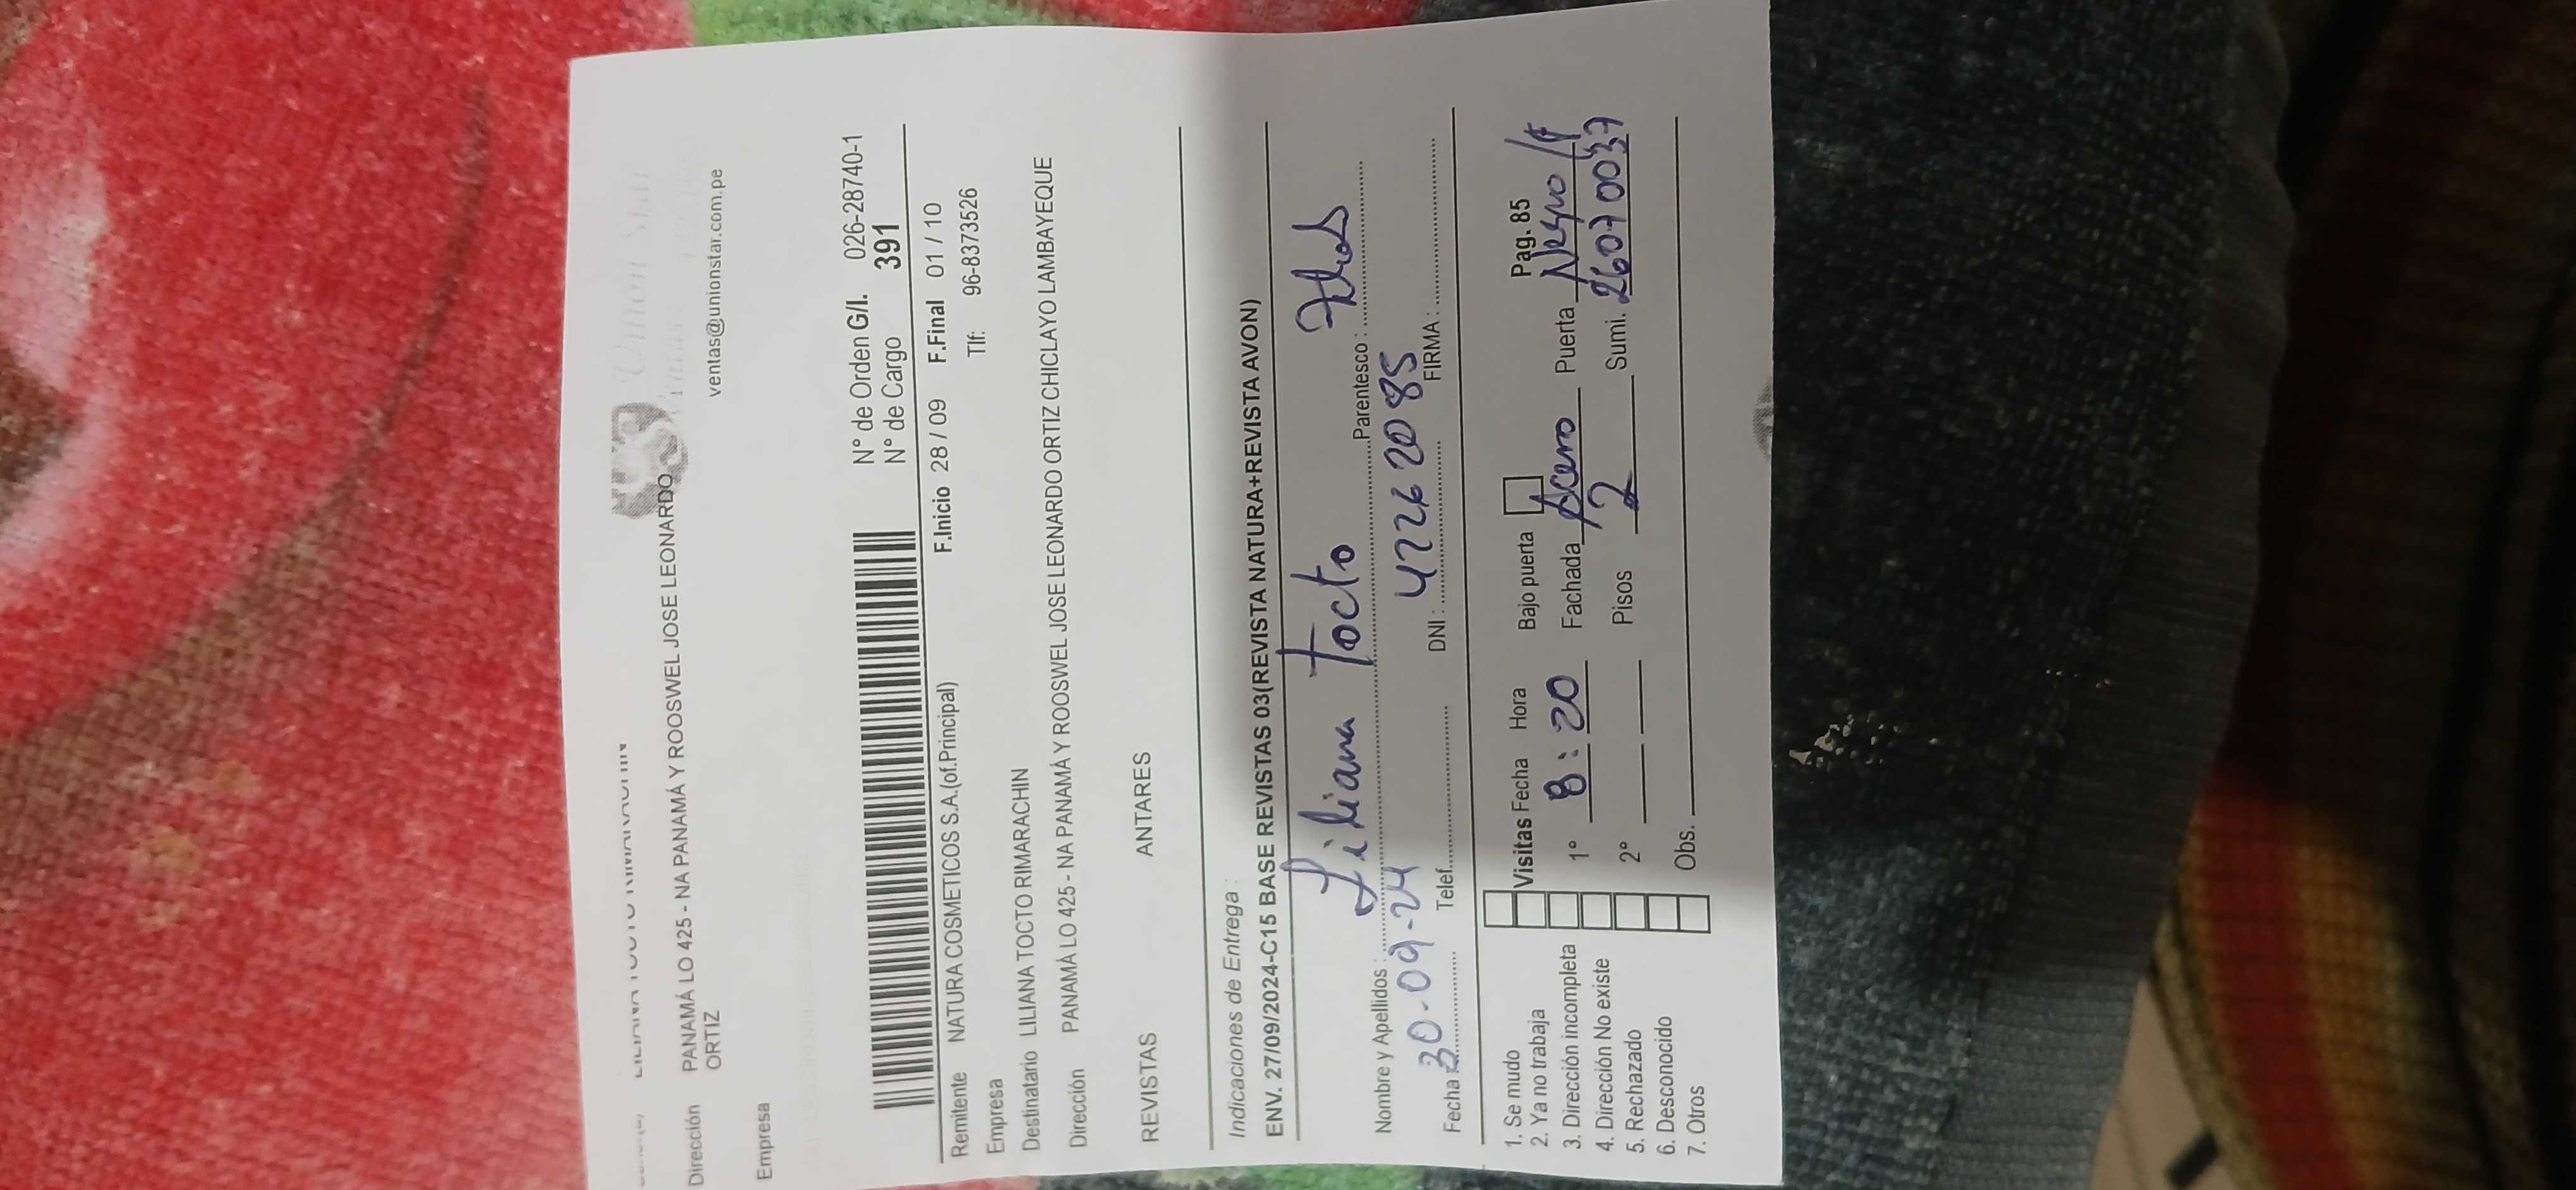 Dirección PANAMÁ LO 425 - NA PANAMÁ Y ROOSWEL JOSE LEONARDO
ORTIZ
ventas@unionstar.com.pe
Empresa
N° de Orden G/I. 026-28740-1
N° de Cargo 391
F.Inicio 28 / 09 F.Final 01 / 10
Remitente NATURA COSMETICOS S.A.(of.Principal)
Tlf: 96-8373526
Empresa
Destinatario LILIANA TOCTO RIMARACHIN
Dirección PANAMÁ LO 425 - NA PANAMÁ Y ROOSWEL JOSE LEONARDO ORTIZ CHICLAYO LAMBAYEQUE
REVISTAS ANTARES
Indicaciones de Entrega :
ENV. 27/09/2024-C15 BASE REVISTAS 03(REVISTA NATURA+REVISTA AVON)
Nombre y Apellidos : Liliana Tocto Parentesco :
Fecha 30-09-24 Telef. DNI : 42262085 FIRMA :
1. Se mudo
2. Ya no trabaja
3. Dirección incompleta
4. Dirección No existe
5. Rechazado
6. Desconocido
7. Otros
Visitas Fecha Hora Bajo puerta Pag. 85
1° 8:20 Fachada Acero Puerta Negro
2° Pisos 2 Sumi. 26070037
Obs.